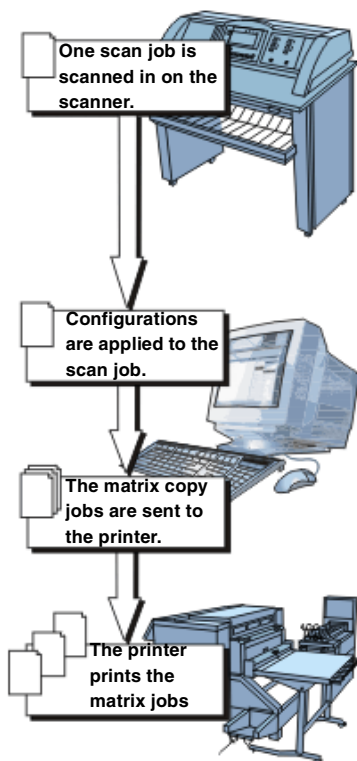 One scan job is
scanned in on the
scanner.
Configurations
are applied to the
scan job.
The matrix copy
jobs are sent to
the printer.
The printer
prints the
matrix jobs